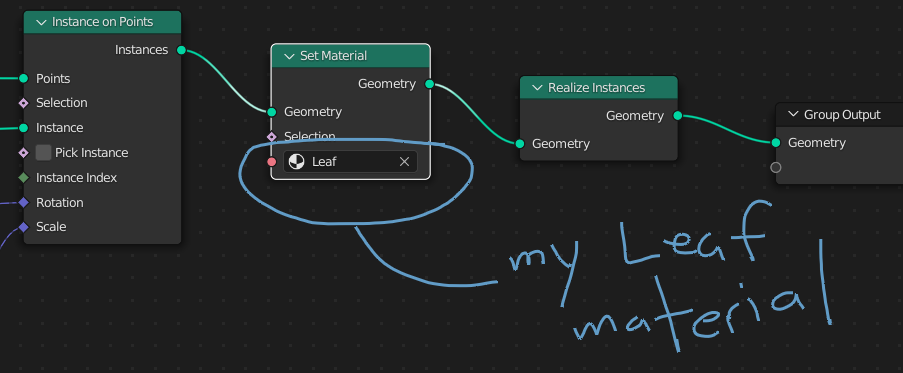 Instance on Points
Instances
Points
Selection
Instance
Pick Instance
Instance Index
Rotation
Scale
Set Material
Geometry
Geometry
Selection
Leaf
Realize Instances
Geometry
Geometry
Group Output
Geometry
my Leaf
material